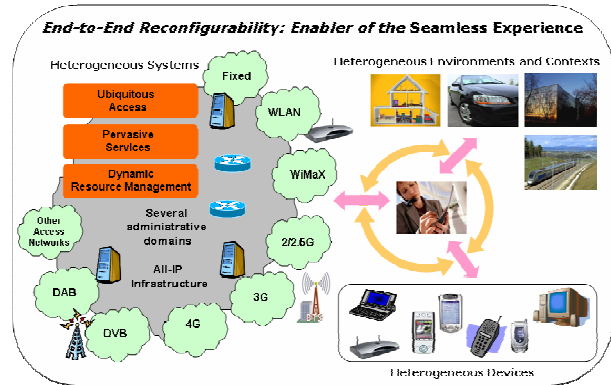 End-to-End Reconfigurability: Enabler of the Seamless Experience
Heterogeneous Systems
Heterogeneous Environments and Contexts
Fixed
Ubiquitous
Access
WLAN
Pervasive
Services
WiMaX
Dynamic
Resource Management
Other
Access
Networks
Several
administrative
domains
2/2.5G
All-IP
Infrastructure
DAB
3G
DVB
4G
Heterogeneous Devices